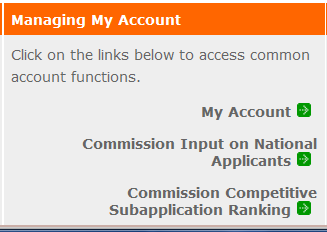 Managing My Account
Click on the links below to access common
account functions.
My Account
Commission Input on National
Applicants
Commission Competitive
Subapplication Ranking